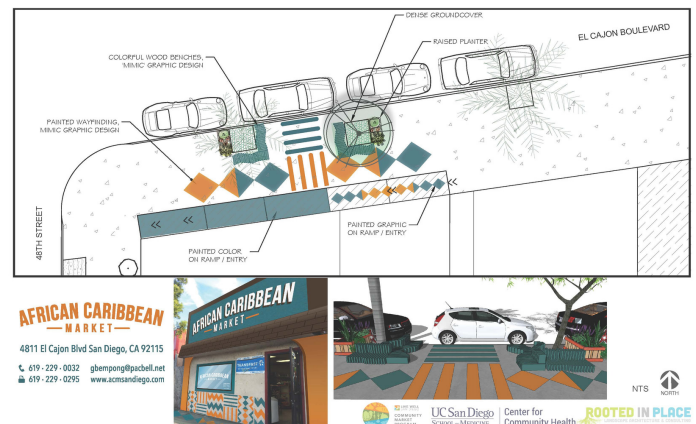 DENSE GROUNDCOVER
RAISED PLANTER
EL CAJON BOULEVARD
COLORFUL WOOD BENCHES,
'MIMIC' GRAPHIC DESIGN
PAINTED WAYFINDING,
MIMIC GRAPHIC DESIGN
48TH STREET
PAINTED COLOR
ON RAMP / ENTRY
PAINTED GRAPHIC
ON RAMP / ENTRY
AFRICAN CARIBBEAN
MARKET
4811 El Cajon Blvd San Diego, CA 92115
619 · 229 · 0032 gbempong@pacbell.net
619 · 229 · 0295 www.acmsandiego.com
AFRICAN CARIBBEAN
MARKET
NTS
NORTH
COMMUNITY
MARKET
UC San Diego
SCHOOL OF MEDICINE
Center for
Community Health
ROOTED IN PLACE